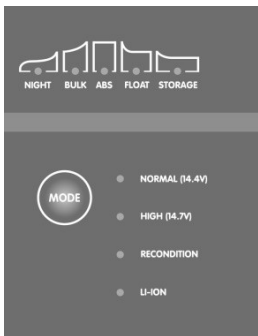 NIGHT BULK ABS FLOAT STORAGE
MODE
NORMAL (14.4V)
HIGH (14.7V)
RECONDITION
LI-ION